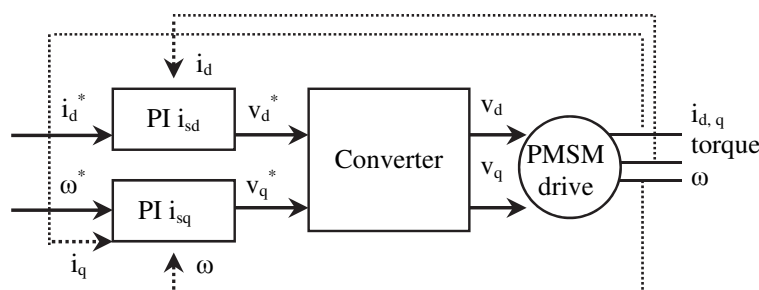 i_d
i_d^*
PI i_sd
v_d^*
v_d
i_d, q
torque
ω
Converter
PMSM
drive
ω^*
PI i_sq
v_q^*
v_q
i_q
ω